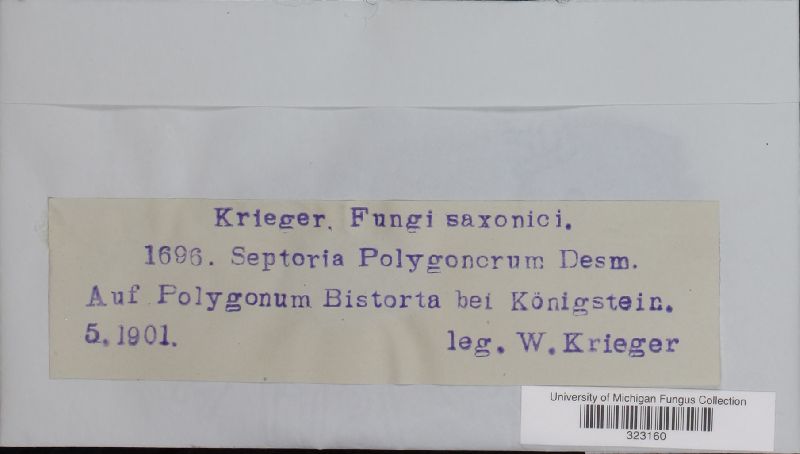 Krieger, Fungi saxonici.
1696. Septoria Polygonorum Desm.
Auf Polygonum Bistorta bei Königstein.
5.1901. leg. W. Krieger
University of Michigan Fungus Collection
323160